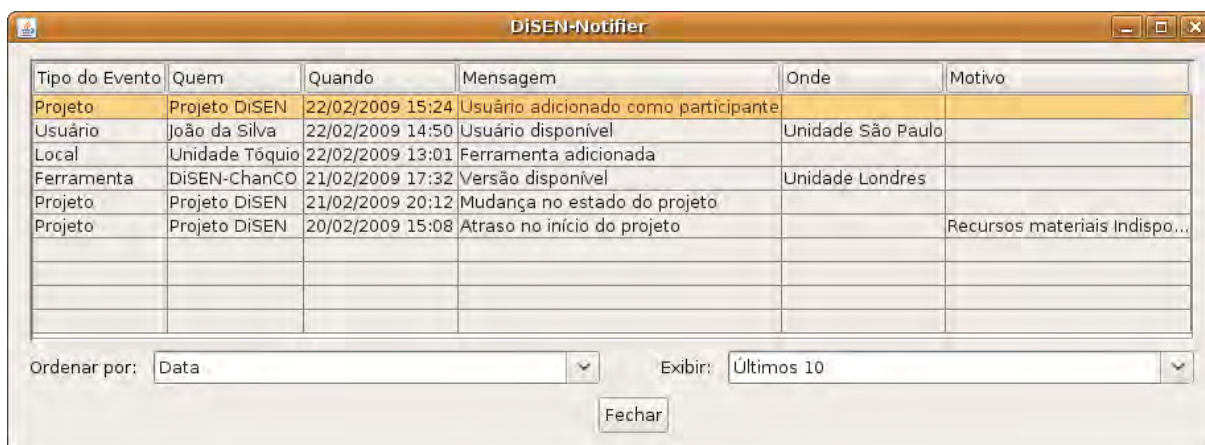 DiSEN-Notifier
Tipo do Evento Quem Quando Mensagem Onde Motivo
Projeto Projeto DiSEN 22/02/2009 15:24 Usuário adicionado como participante
Usuário João da Silva 22/02/2009 14:50 Usuário disponível Unidade São Paulo
Local Unidade Tóquio 22/02/2009 13:01 Ferramenta adicionada
Ferramenta DiSEN-ChanCO 21/02/2009 17:32 Versão disponível Unidade Londres
Projeto Projeto DiSEN 21/02/2009 20:12 Mudança no estado do projeto
Projeto Projeto DiSEN 20/02/2009 15:08 Atraso no início do projeto Recursos materiais Indispo...
Ordenar por: Data Exibir: Últimos 10
Fechar